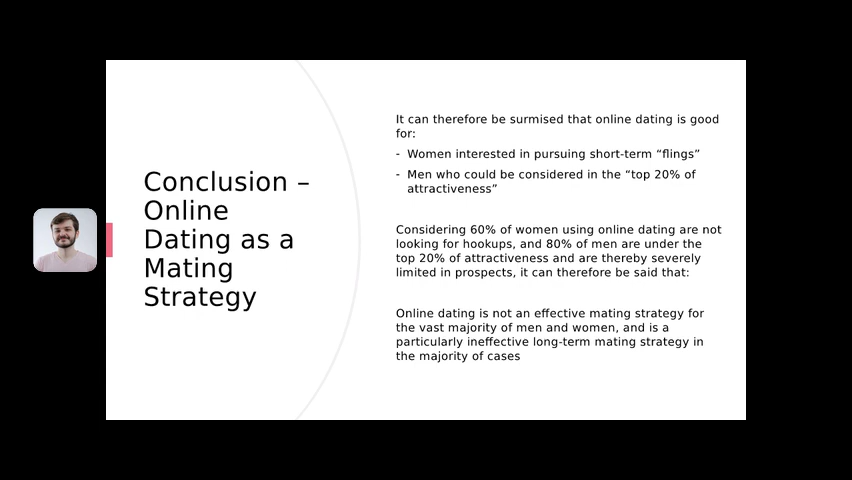 Conclusion –
Online
Dating as a
Mating
Strategy
It can therefore be surmised that online dating is good
for:
- Women interested in pursuing short-term “flings”
- Men who could be considered in the “top 20% of
attractiveness”
Considering 60% of women using online dating are not
looking for hookups, and 80% of men are under the
top 20% of attractiveness and are thereby severely
limited in prospects, it can therefore be said that:
Online dating is not an effective mating strategy for
the vast majority of men and women, and is a
particularly ineffective long-term mating strategy in
the majority of cases